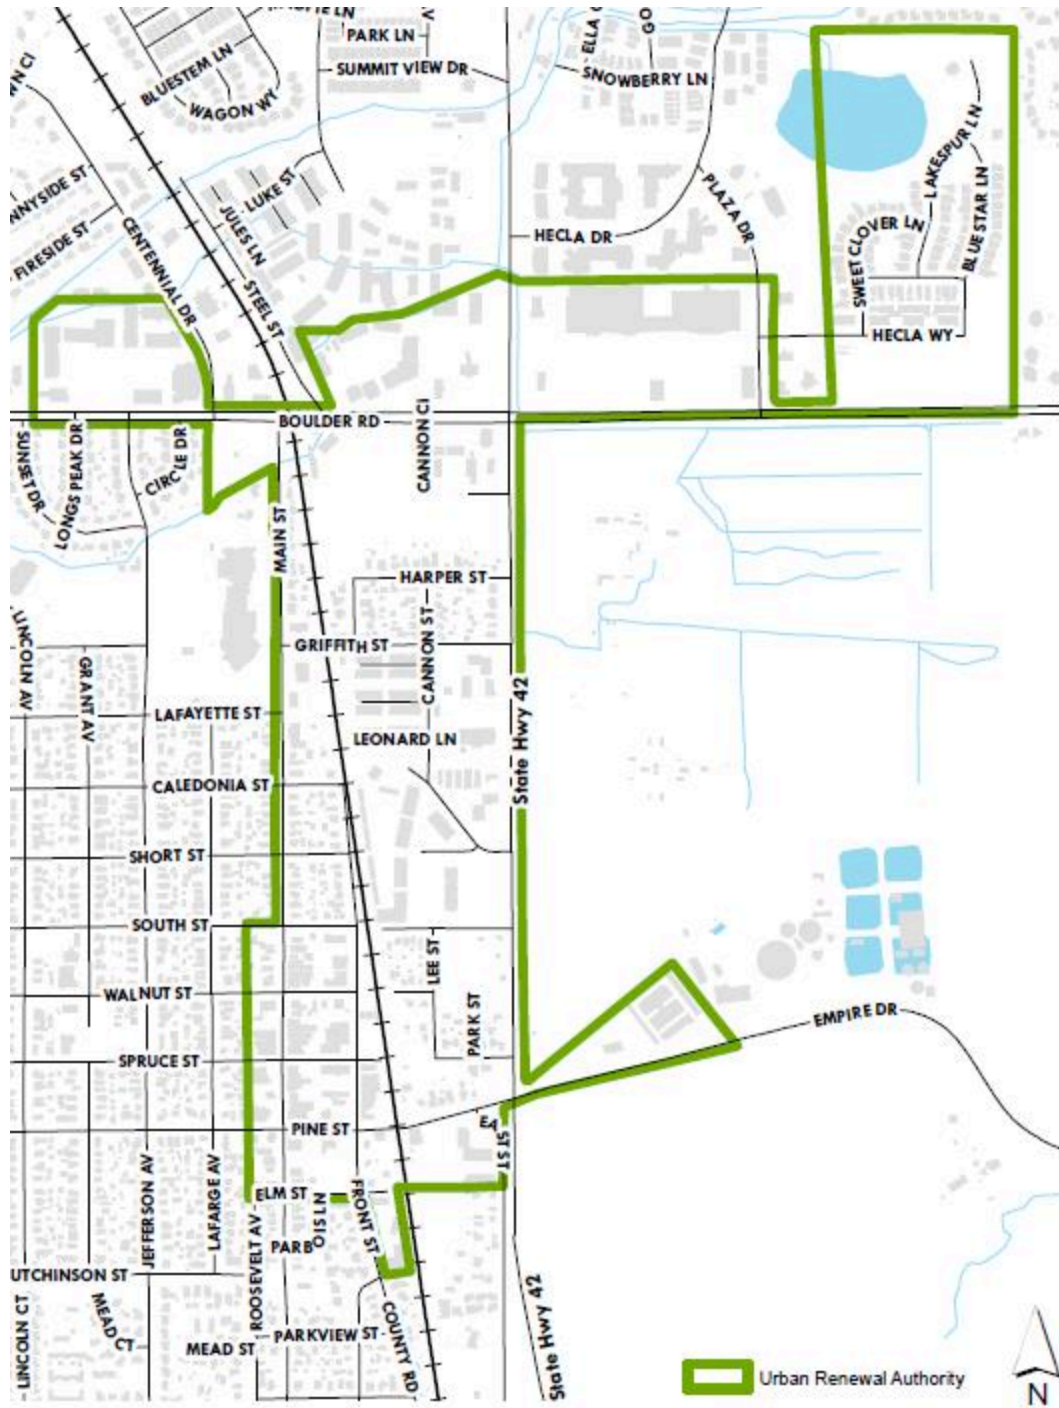 PARK LN
SUMMIT VIEW DR
SNOWBERRY LN
BLUESTEM LN
WAGON WY
LUKE ST
JULES LN
STEEL ST
CENTENNIAL DR
FIRESIDE ST
HECLA DR
PLAZA DR
LAKESPUR LN
SWEET CLOVER LN
BLUE STAR LN
HECLA WY
BOULDER RD
CANNON CI
SUNSET DR
LONGS PEAK DR
CIRCLE DR
MAIN ST
HARPER ST
GRIFFITH ST
CANNON ST
LINCOLN AV
GRANT AV
LAFAYETTE ST
LEONARD LN
State Hwy 42
CALEDONIA ST
SHORT ST
SOUTH ST
LEE ST
WALNUT ST
PARK ST
EMPIRE DR
SPRUCE ST
PINE ST
JEFFERSON AV
LAFARGE AV
ELM ST
FRONT ST
ROOSEVELT AV
UTCHINSON ST
LINCOLN CT
MEAD CT
MEAD ST
PARKVIEW ST
COUNTY RD
State Hwy 42
Urban Renewal Authority
N